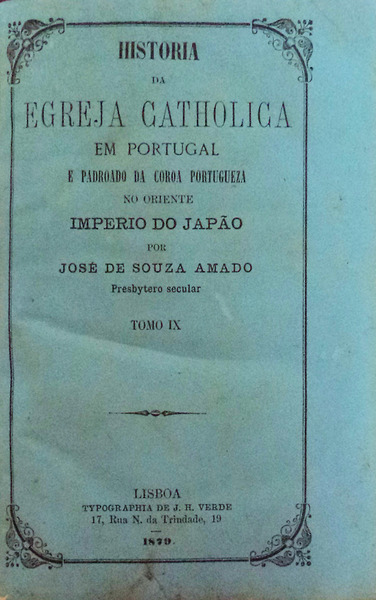 HISTORIA
DA
EGREJA CATHOLICA
EM PORTUGAL
E PADROADO DA COROA PORTUGUEZA
NO ORIENTE
IMPERIO DO JAPÃO
POR
JOSÉ DE SOUZA AMADO
Presbytero secular
TOMO IX
LISBOA
TYPOGRAPHIA DE J. H. VERDE
17, Rua N. da Trindade, 19
1879.